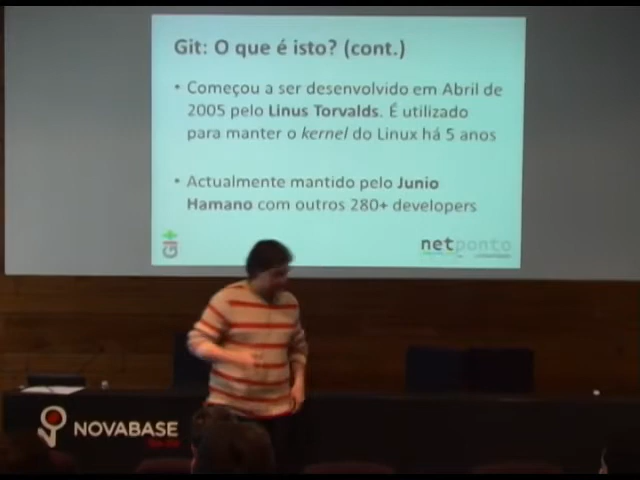 Git: O que é isto? (cont.)
• Começou a ser desenvolvido em Abril de
2005 pelo Linus Torvalds. É utilizado
para manter o kernel do Linux há 5 anos
• Actualmente mantido pelo Junio
Hamano com outros 280+ developers
netponto
NOVABASE